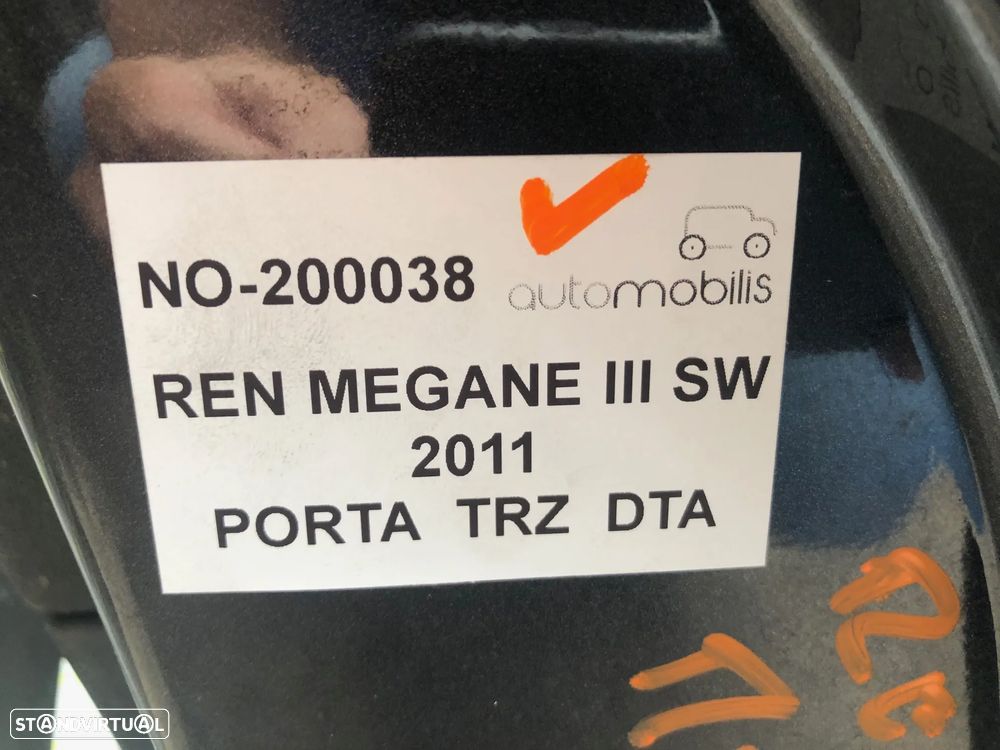 NO-200038
automobilis
REN MEGANE III SW
2011
PORTA TRZ DTA
STANDVIRTUAL